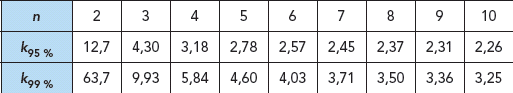 n 2 3 4 5 6 7 8 9 10
k95 % 12,7 4,30 3,18 2,78 2,57 2,45 2,37 2,31 2,26
k99 % 63,7 9,93 5,84 4,60 4,03 3,71 3,50 3,36 3,25